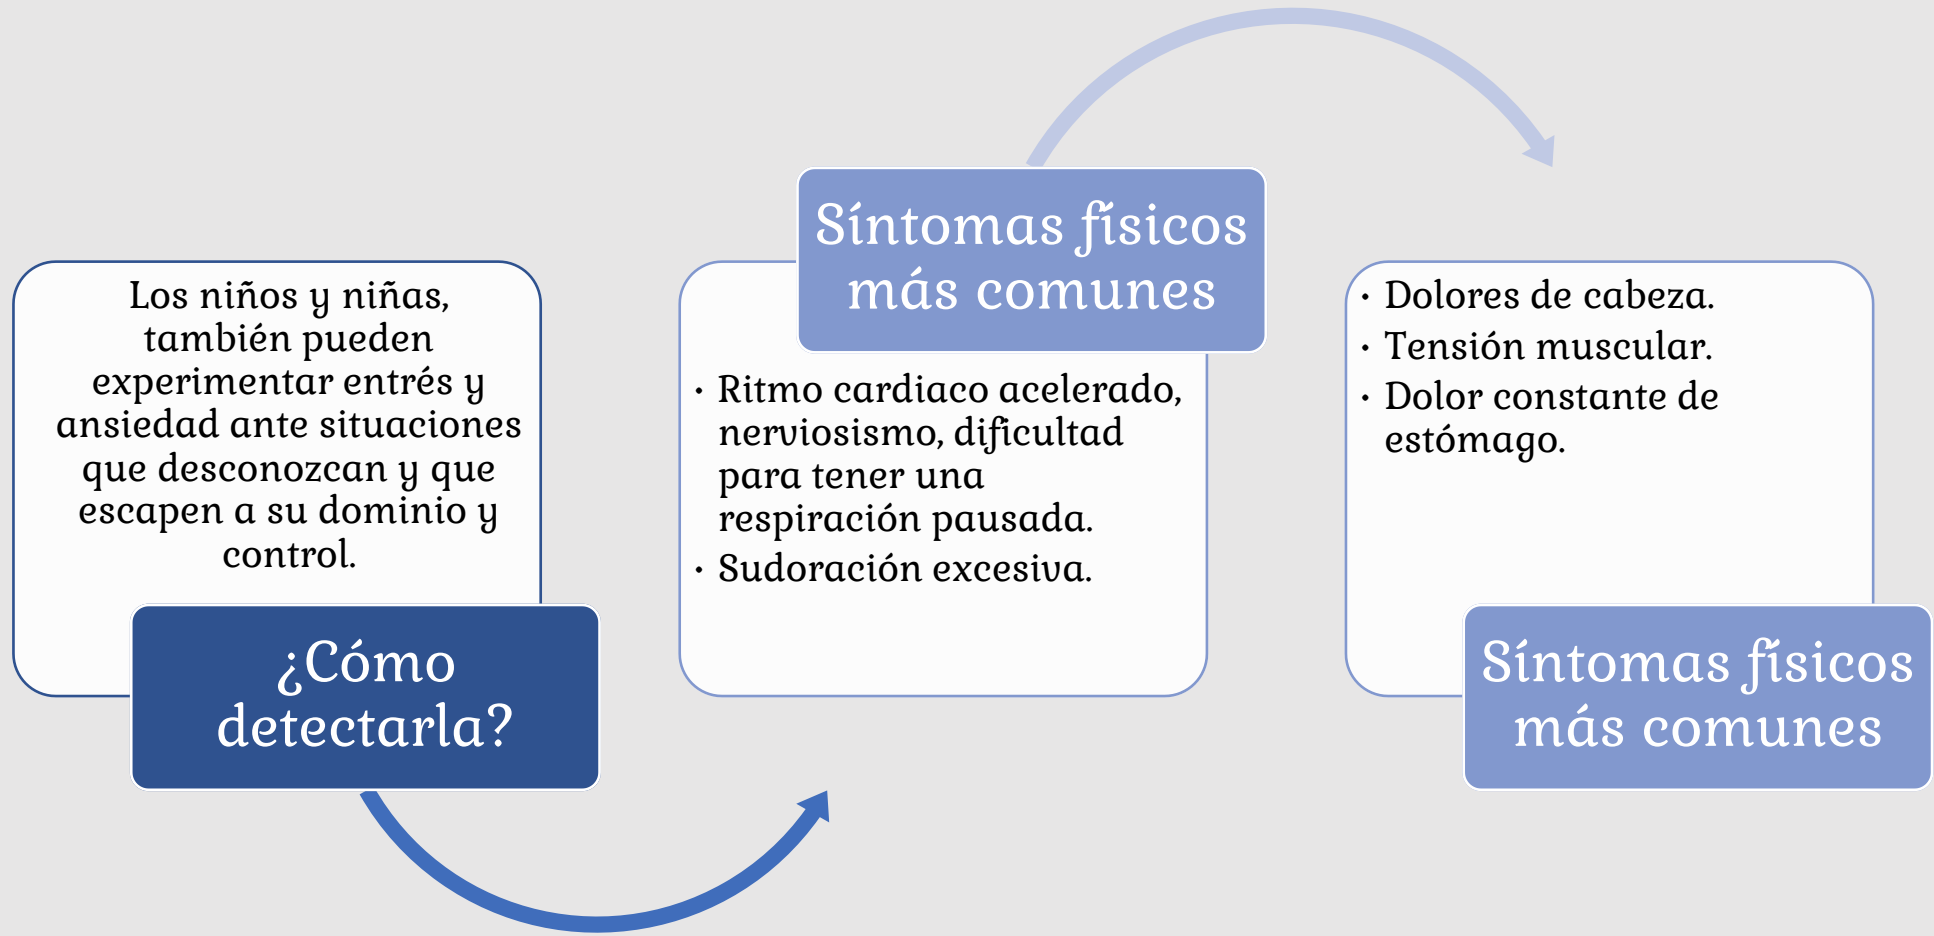 Los niños y niñas,
también pueden
experimentar entrés y
ansiedad ante situaciones
que desconozcan y que
escapen a su dominio y
control.
¿Cómo
detectarla?
Síntomas físicos
más comunes
• Ritmo cardiaco acelerado,
nerviosismo, dificultad
para tener una
respiración pausada.
• Sudoración excesiva.
• Dolores de cabeza.
• Tensión muscular.
• Dolor constante de
estómago.
Síntomas físicos
más comunes